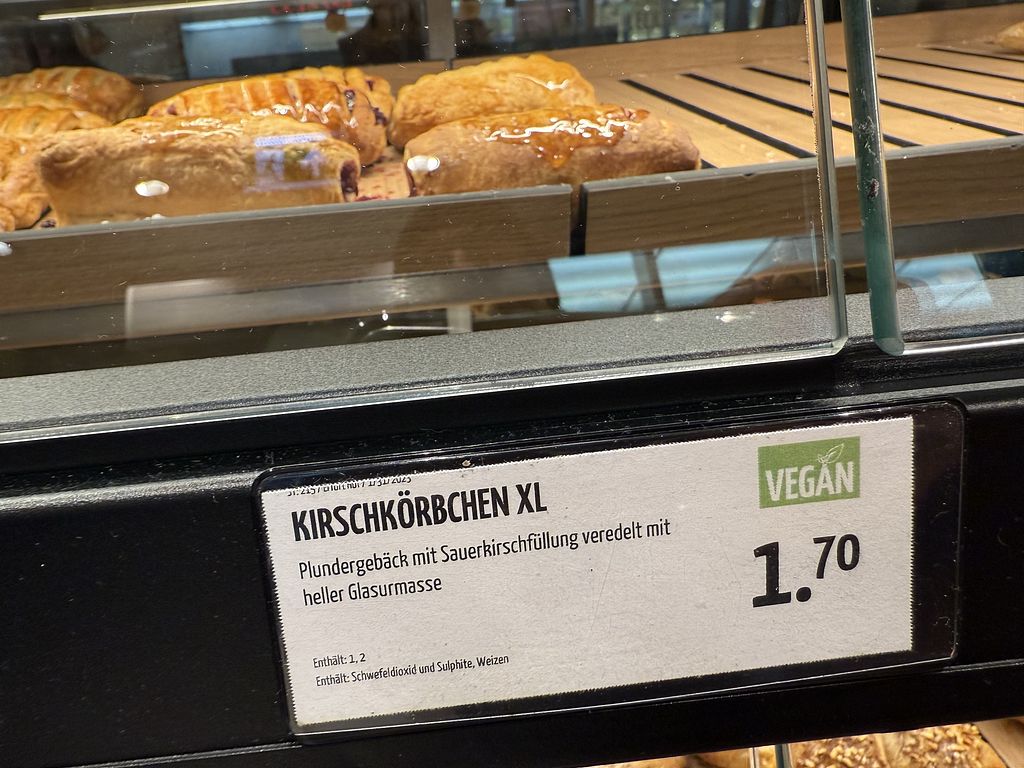 KIRSCHKÖRBCHEN XL
Plundergebäck mit Sauerkirschfüllung veredelt mit
heller Glasurmasse
Enthält: 1, 2
Enthält: Schwefeldioxid und Sulphite, Weizen
VEGAN
1.70